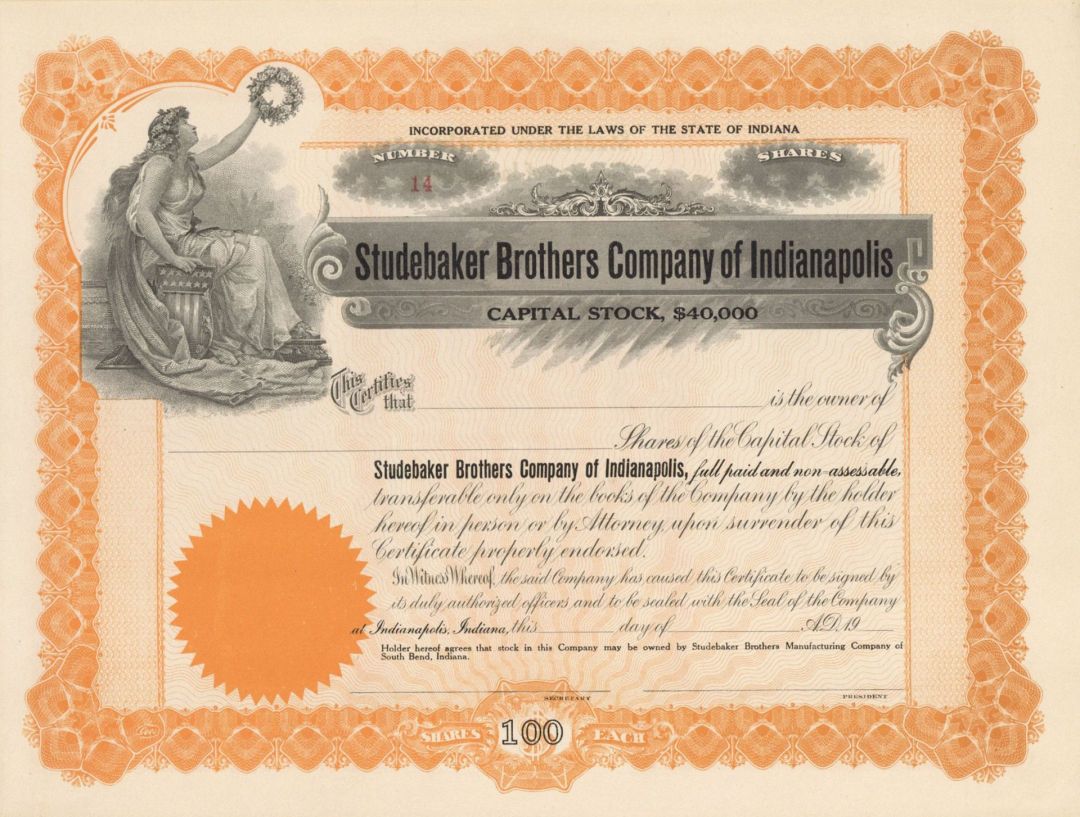 INCORPORATED UNDER THE LAWS OF THE STATE OF INDIANA
NUMBER
SHARES
14
Studebaker Brothers Company of Indianapolis
CAPITAL STOCK, $40,000
This Certifies that is the owner of
Shares of the Capital Stock of
Studebaker Brothers Company of Indianapolis, full paid and non-assessable,
transferable only on the books of the Company by the holder
hereof in person or by Attorney, upon surrender of this
Certificate properly endorsed.
In Witness Whereof, the said Company has caused this Certificate to be signed by
its duly authorized officers and to be sealed with the Seal of the Company
at Indianapolis, Indiana, this day of A.D. 19
Holder hereof agrees that stock in this Company may be owned by Studebaker Brothers Manufacturing Company of
South Bend, Indiana.
SECRETARY
PRESIDENT
SHARES 100 EACH